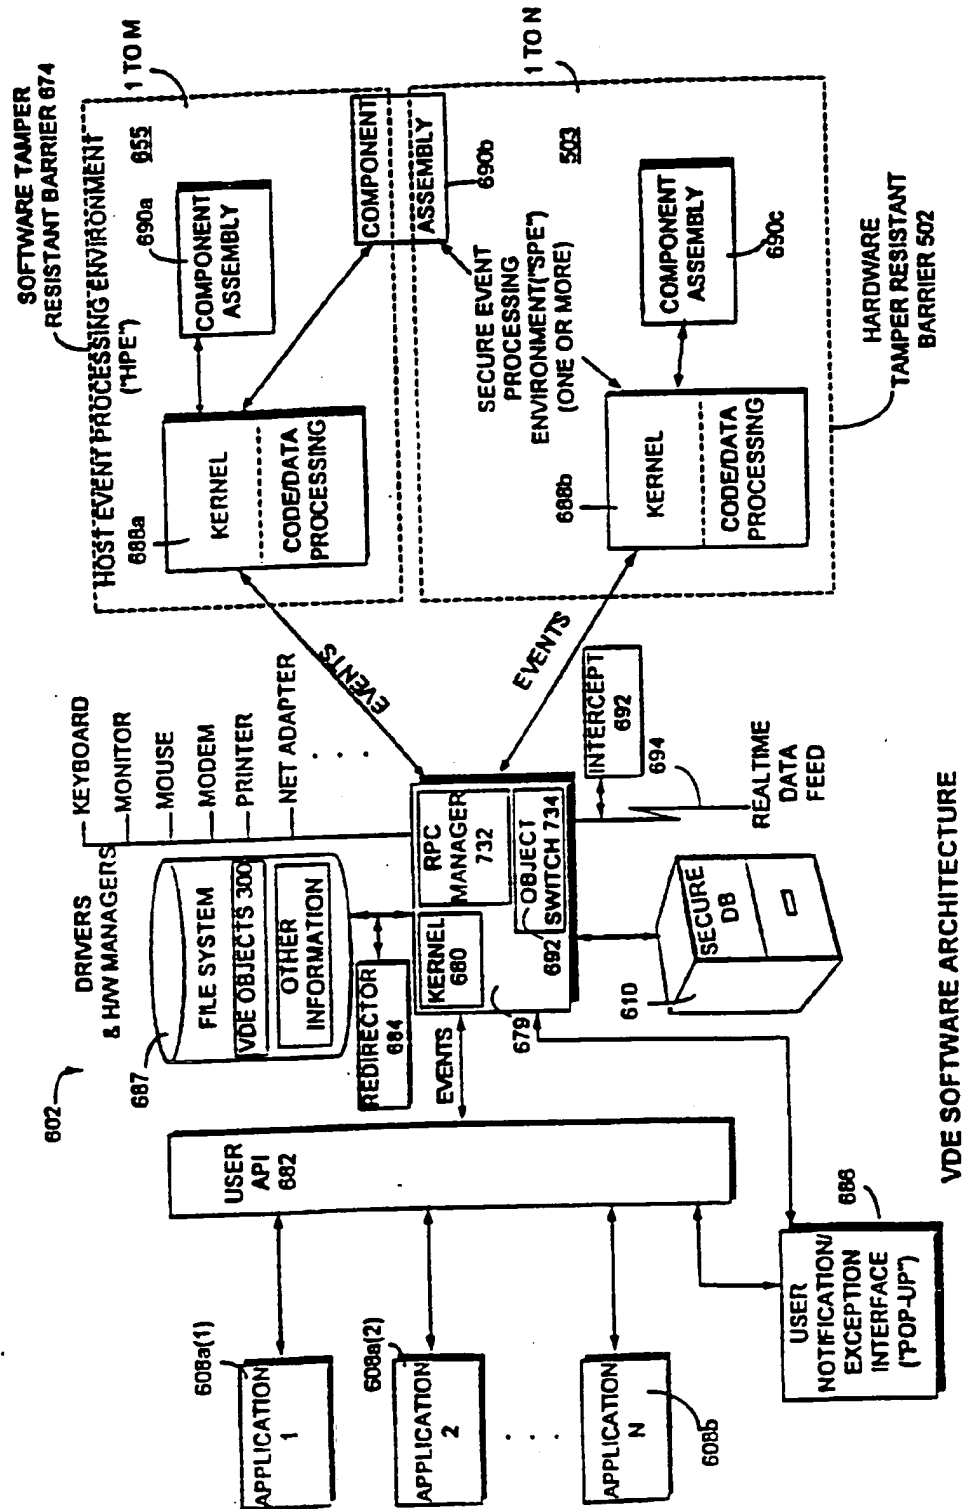 602
DRIVERS
& H/W MANAGERS
KEYBOARD
MONITOR
MOUSE
MODEM
PRINTER
NET ADAPTER
SOFTWARE TAMPER
RESISTANT BARRIER 674
HOST EVENT PROCESSING ENVIRONMENT
("HPE")
655
1 TO M
688a
KERNEL
CODE/DATA
PROCESSING
690a
COMPONENT
ASSEMBLY
COMPONENT
ASSEMBLY
690b
1 TO N
503
SECURE EVENT
PROCESSING
ENVIRONMENT("SPE")
(ONE OR MORE)
688b
KERNEL
CODE/DATA
PROCESSING
COMPONENT
ASSEMBLY
690c
HARDWARE
TAMPER RESISTANT
BARRIER 502
EVENTS
EVENTS
687
FILE SYSTEM
VDE OBJECTS 300
OTHER
INFORMATION
REDIRECTOR
684
EVENTS
KERNEL
680
RPC
MANAGER
732
OBJECT
SWITCH 734
692
679
INTERCEPT
692
694
REALTIME
DATA
FEED
SECURE
DB
610
USER
API
682
608a(1)
APPLICATION
1
608a(2)
APPLICATION
2
APPLICATION
N
608b
686
USER
NOTIFICATION/
EXCEPTION
INTERFACE
("POP-UP")
VDE SOFTWARE ARCHITECTURE